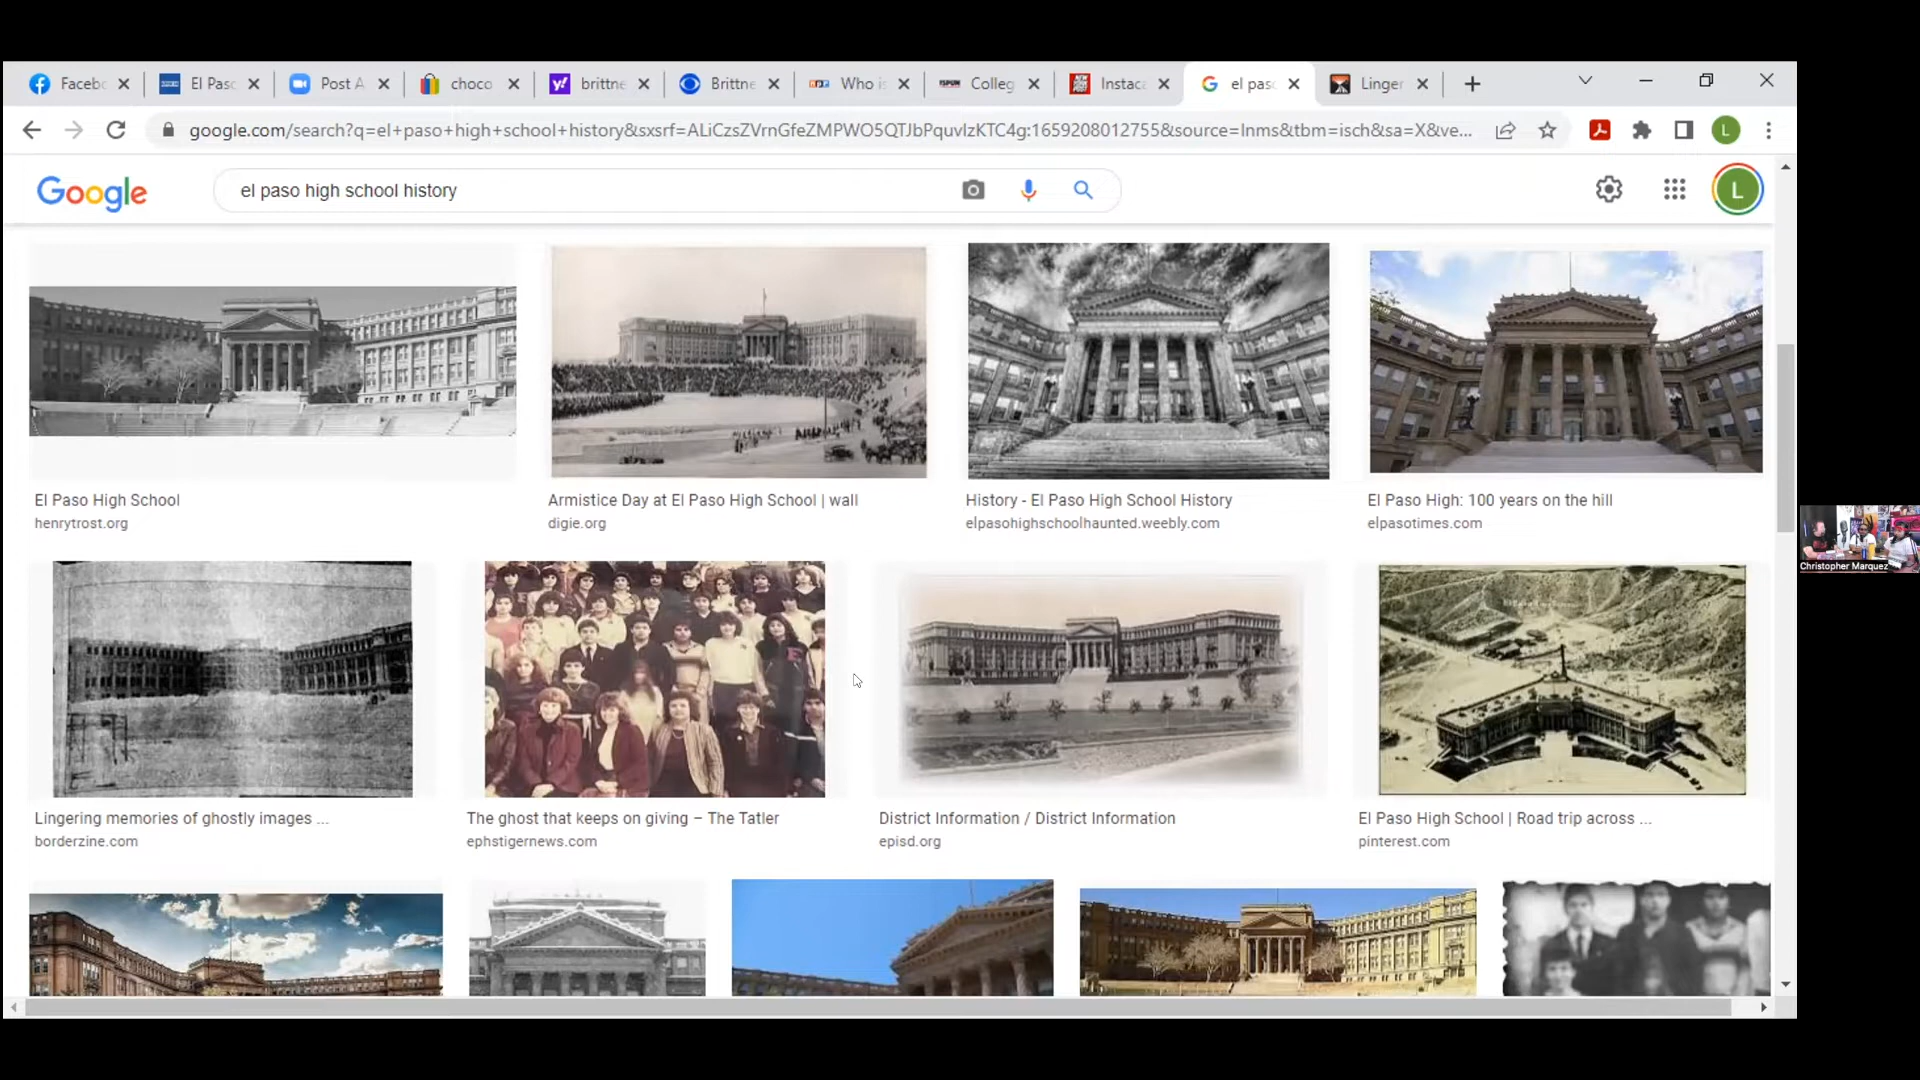 Facebo
El Paso
Post A
choco
brittne
Brittne
Who is
Colleg
Instaca
el pas
Linger
google.com/search?q=el+paso+high+school+history&sxsrf=ALiCzsZVrnGfeZMPWO5QTJbPquvlzKTC4g:1659208012755&source=lnms&tbm=isch&sa=X&ve...
L
Google
el paso high school history
L
El Paso High School
henrytrost.org
Armistice Day at El Paso High School | wall
digie.org
History - El Paso High School History
elpasohighschoolhaunted.weebly.com
El Paso High: 100 years on the hill
elpasotimes.com
Christopher Marquez
Lingering memories of ghostly images ...
borderzine.com
The ghost that keeps on giving – The Tatler
ephstigernews.com
District Information / District Information
episd.org
El Paso High School | Road trip across ...
pinterest.com